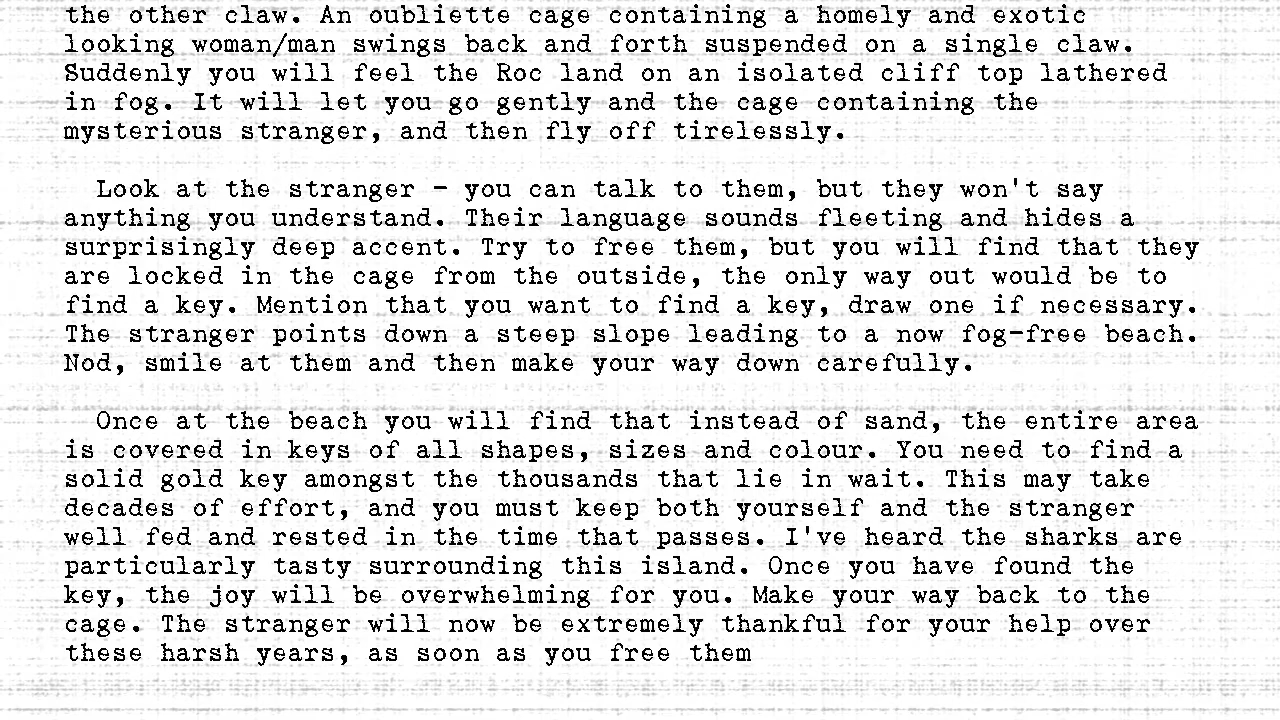 the other claw. An oubliette cage containing a homely and exotic
looking woman/man swings back and forth suspended on a single claw.
Suddenly you will feel the Roc land on an isolated cliff top lathered
in fog. It will let you go gently and the cage containing the
mysterious stranger, and then fly off tirelessly.
Look at the stranger - you can talk to them, but they won't say
anything you understand. Their language sounds fleeting and hides a
surprisingly deep accent. Try to free them, but you will find that they
are locked in the cage from the outside, the only way out would be to
find a key. Mention that you want to find a key, draw one if necessary.
The stranger points down a steep slope leading to a now fog-free beach.
Nod, smile at them and then make your way down carefully.
Once at the beach you will find that instead of sand, the entire area
is covered in keys of all shapes, sizes and colour. You need to find a
solid gold key amongst the thousands that lie in wait. This may take
decades of effort, and you must keep both yourself and the stranger
well fed and rested in the time that passes. I've heard the sharks are
particularly tasty surrounding this island. Once you have found the
key, the joy will be overwhelming for you. Make your way back to the
cage. The stranger will now be extremely thankful for your help over
these harsh years, as soon as you free them